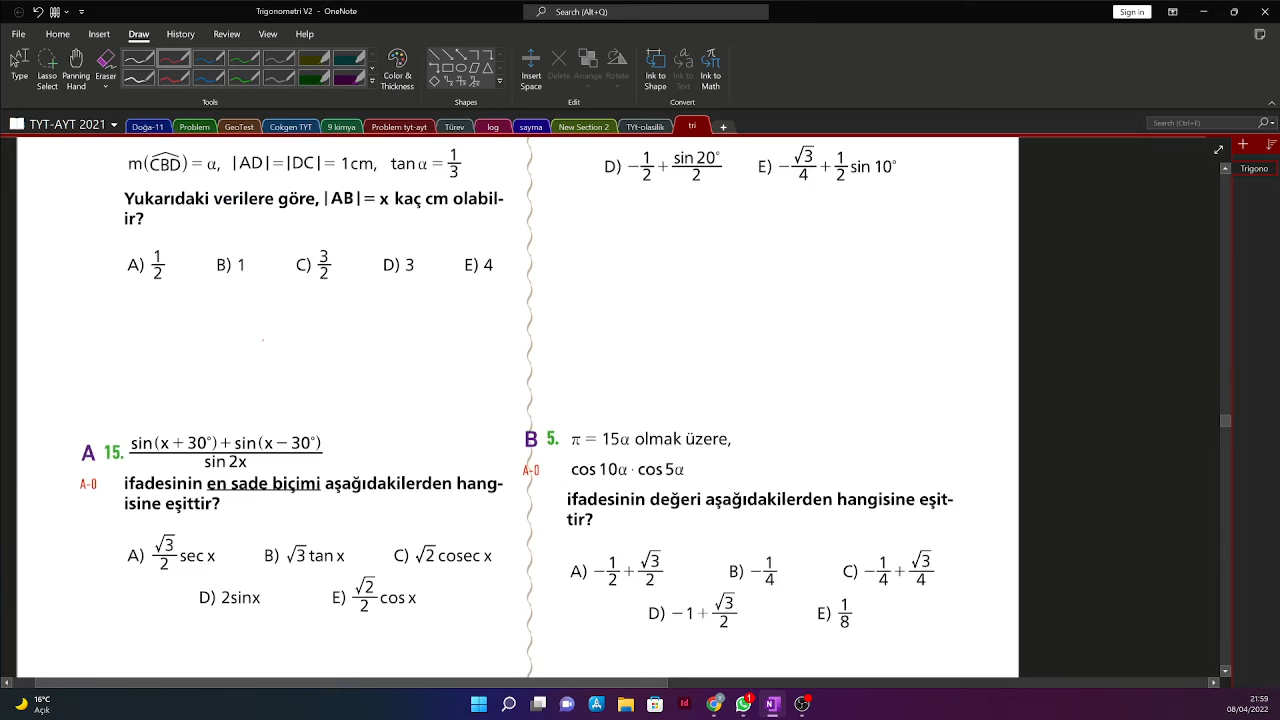 Trigonometri V2 - OneNote
Search (Alt+Q)
Sign in
File Home Insert Draw History Review View Help
Type
Lasso Select
Panning Hand
Eraser
Color & Thickness
Insert Space
Delete
Arrange
Rotate
Ink to Shape
Ink to Text
Ink to Math
Tools
Shapes
Edit
Convert
TYT-AYT 2021
Doğa-11 Problem GeoTest Cokgen TYT 9 kimya Problem tyt-ayt Türev log sayma New Section 2 TYt-olasilik tri
Search (Ctrl+E)
Trigono
m(CBD) = α, |AD| = |DC| = 1 cm, tan α = 1/3
Yukarıdaki verilere göre, |AB| = x kaç cm olabil-
ir?
A) 1/2 B) 1 C) 3/2 D) 3 E) 4
A 15. sin(x + 30°) + sin(x − 30°) / sin 2x
A-0
ifadesinin en sade biçimi aşağıdakilerden hang-
isine eşittir?
A) √3/2 sec x B) √3 tan x C) √2 cosec x
D) 2sinx E) √2/2 cos x
D) −1/2 + sin 20°/2 E) −√3/4 + 1/2 sin 10°
B 5. π = 15α olmak üzere,
A-0
cos 10α · cos 5α
ifadesinin değeri aşağıdakilerden hangisine eşit-
tir?
A) −1/2 + √3/2 B) −1/4 C) −1/4 + √3/4
D) −1 + √3/2 E) 1/8
16°C
Açık
1
21:59
08/04/2022